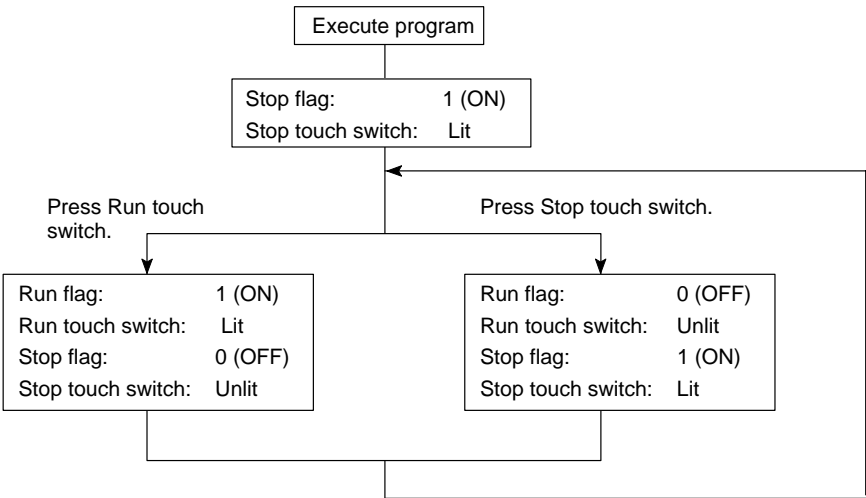 Execute program
Stop flag: 1 (ON)
Stop touch switch: Lit
Press Run touch
switch.
Press Stop touch switch.
Run flag: 1 (ON)
Run touch switch: Lit
Stop flag: 0 (OFF)
Stop touch switch: Unlit
Run flag: 0 (OFF)
Run touch switch: Unlit
Stop flag: 1 (ON)
Stop touch switch: Lit